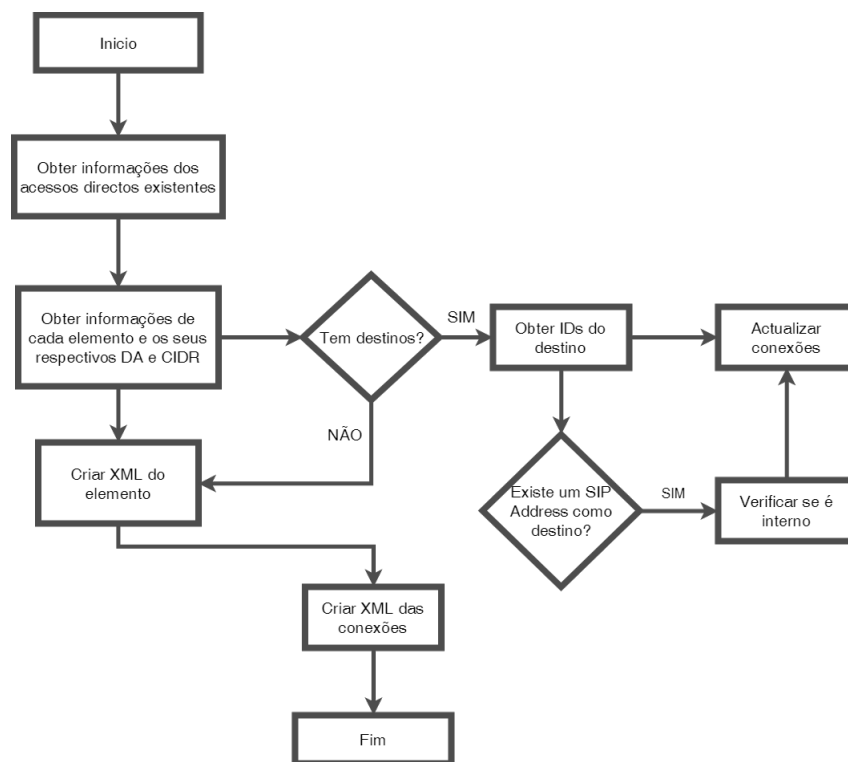 Inicio
Obter informações dos
acessos directos existentes
Obter informações de
cada elemento e os seus
respectivos DA e CIDR
Tem destinos?
SIM
Obter IDs do
destino
Actualizar
conexões
NÃO
Criar XML do
elemento
Existe um SIP
Address como
destino?
SIM
Verificar se é
interno
Criar XML das
conexões
Fim